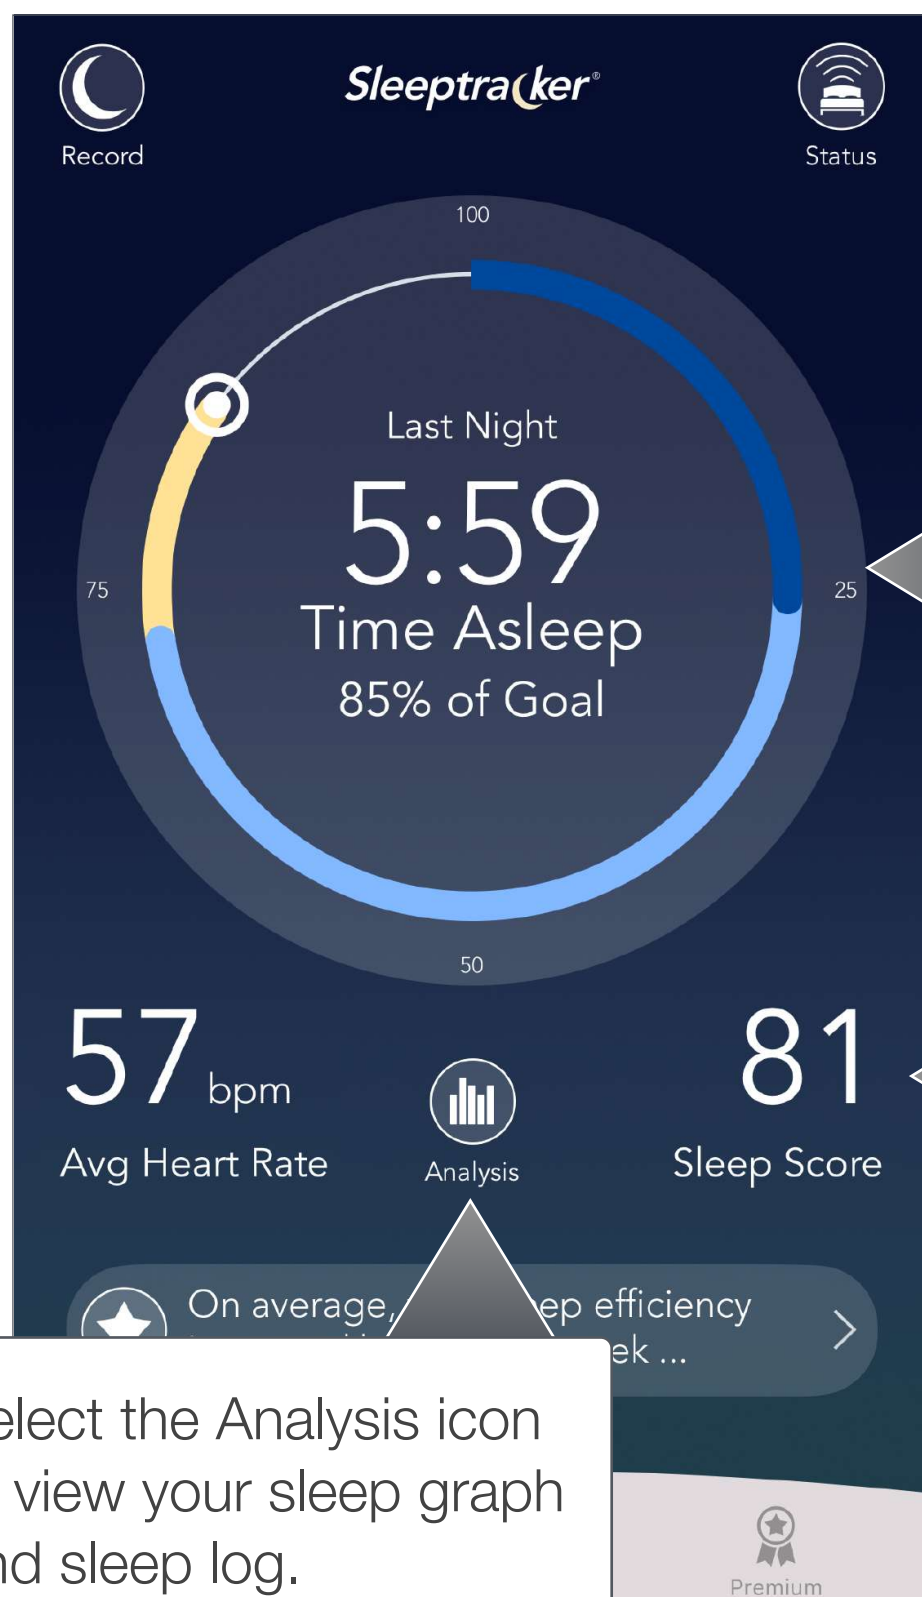 Sleeptracker®
Record
Status
100
Last Night
5:59
Time Asleep
85% of Goal
75
25
50
57 bpm
Avg Heart Rate
Analysis
81
Sleep Score
On average, ep efficiency
ek ...
elect the Analysis icon
view your sleep graph
nd sleep log.
Premium